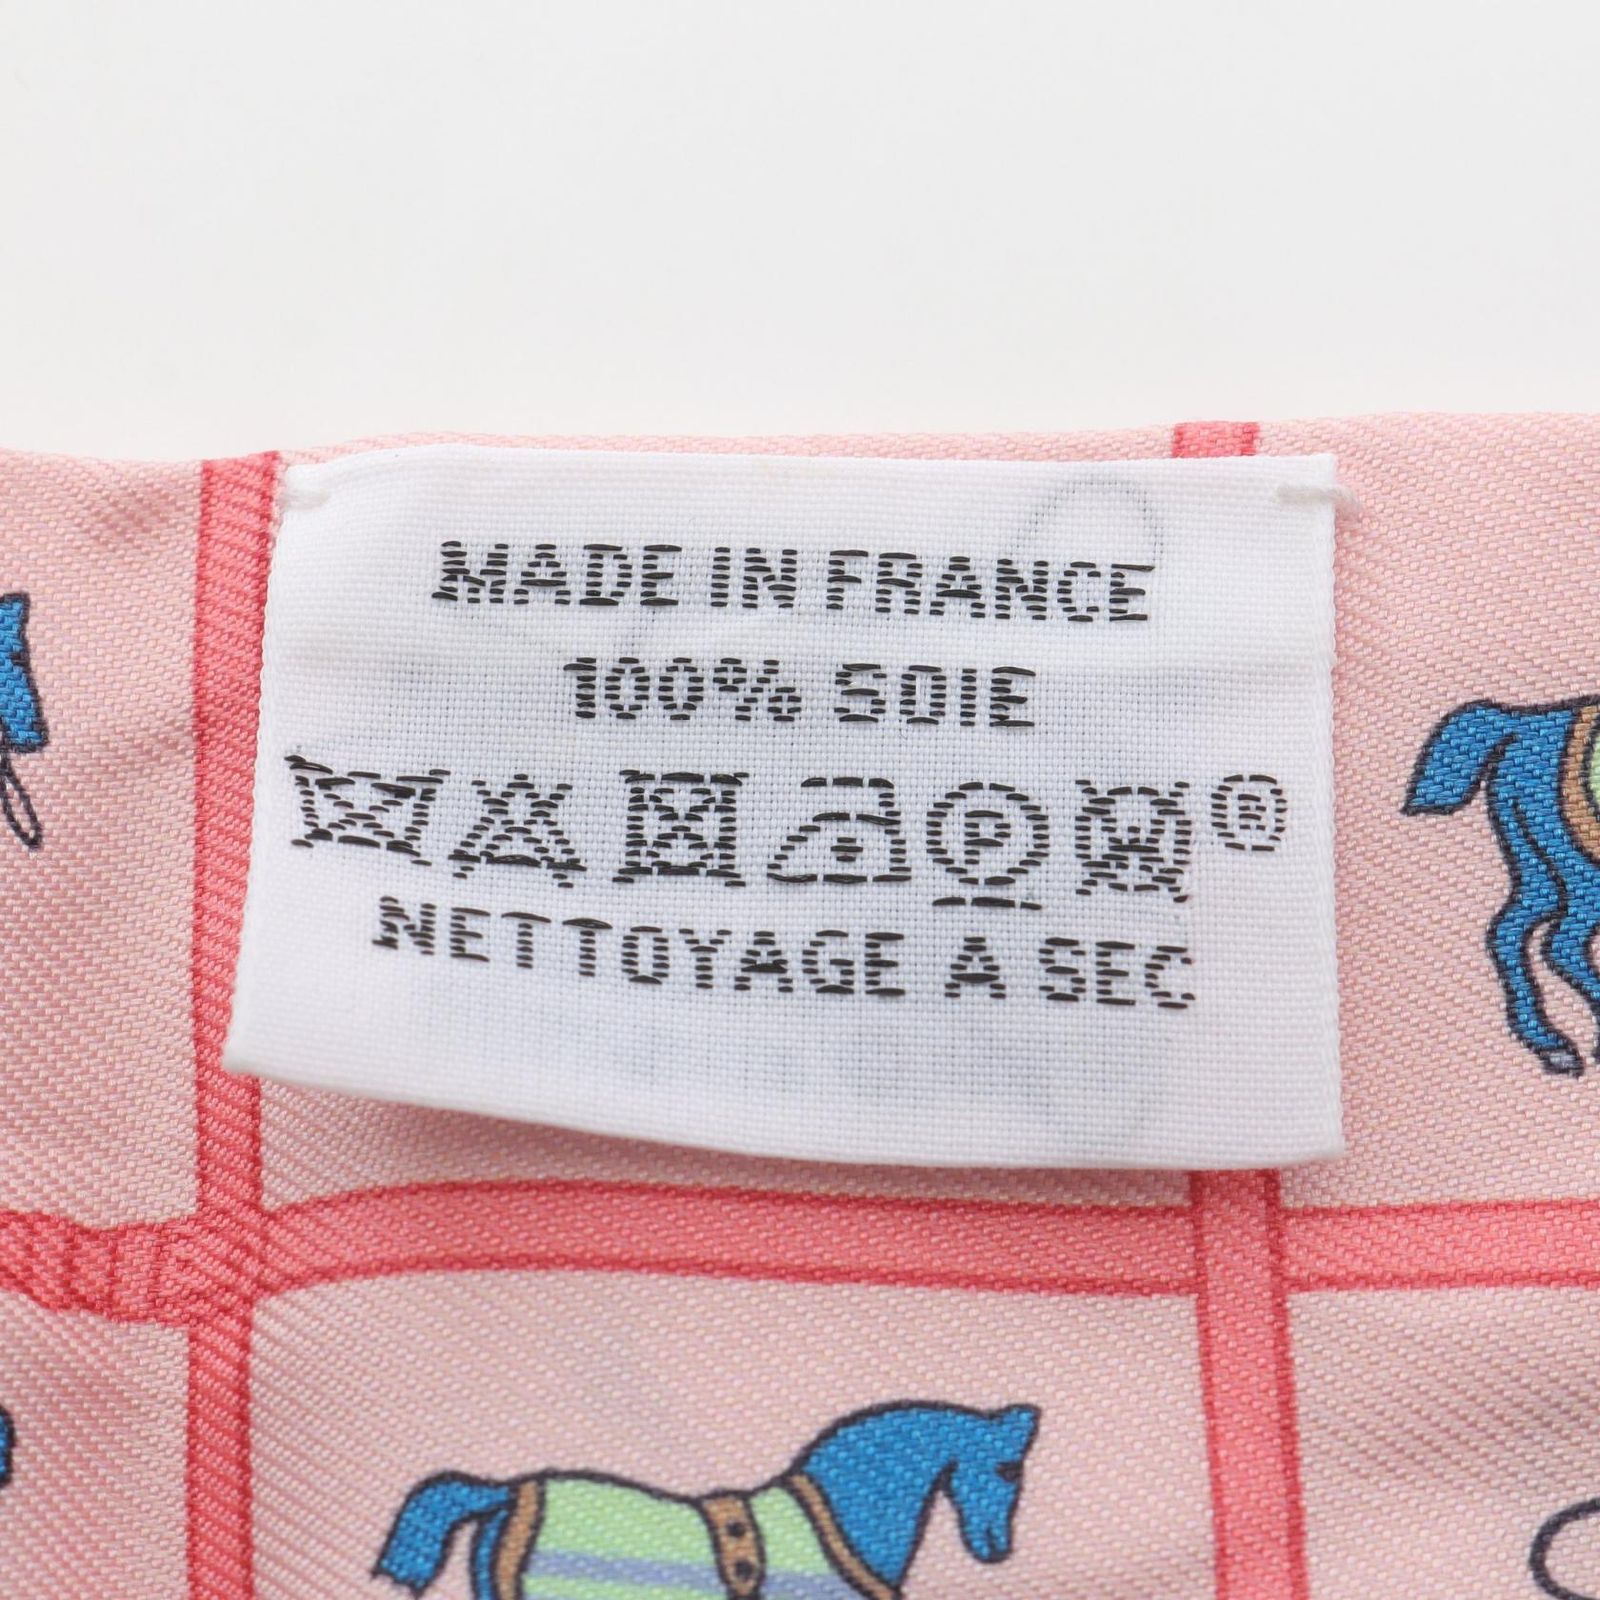 MADE IN FRANCE
100% SOIE
P W ®
NETTOYAGE A SEC